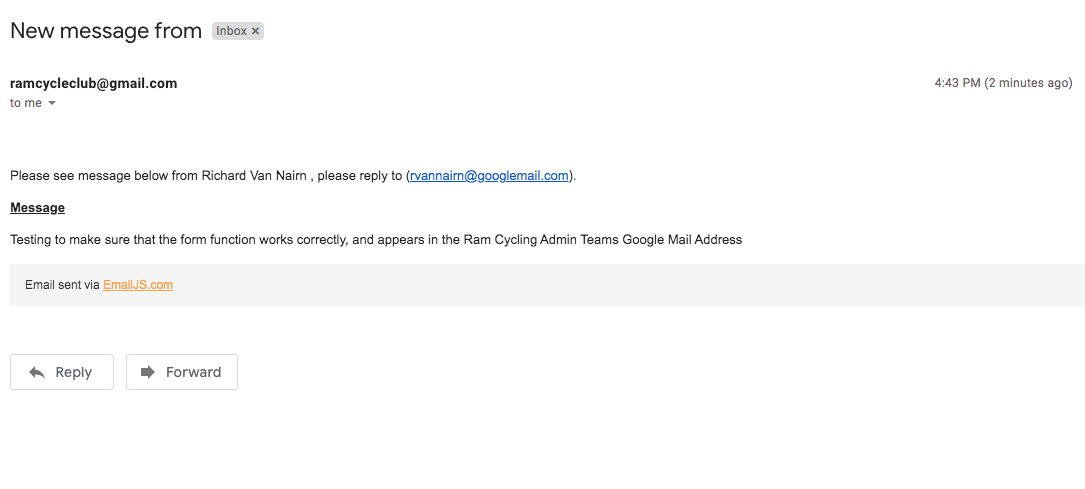 New message from Inbox ×
ramcycleclub@gmail.com 4:43 PM (2 minutes ago)
to me
Please see message below from Richard Van Nairn , please reply to (rvannairn@googlemail.com).
Message
Testing to make sure that the form function works correctly, and appears in the Ram Cycling Admin Teams Google Mail Address
Email sent via EmailJS.com
Reply Forward